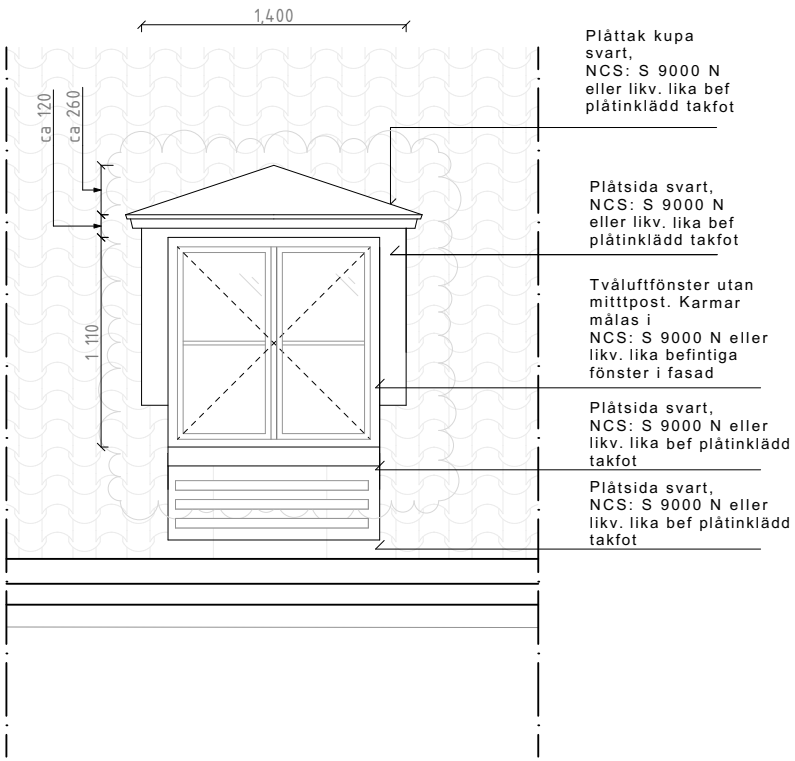 1,400
ca 120
ca 260
1 110
Plåttak kupa
svart,
NCS: S 9000 N
eller likv. lika bef
plåtinklädd takfot
Plåtsida svart,
NCS: S 9000 N
eller likv. lika bef
plåtinklädd takfot
Tvåluftfönster utan
mitttpost. Karmar
målas i
NCS: S 9000 N eller
likv. lika befintiga
fönster i fasad
Plåtsida svart,
NCS: S 9000 N eller
likv. lika bef plåtinklädd
takfot
Plåtsida svart,
NCS: S 9000 N eller
likv. lika bef plåtinklädd
takfot